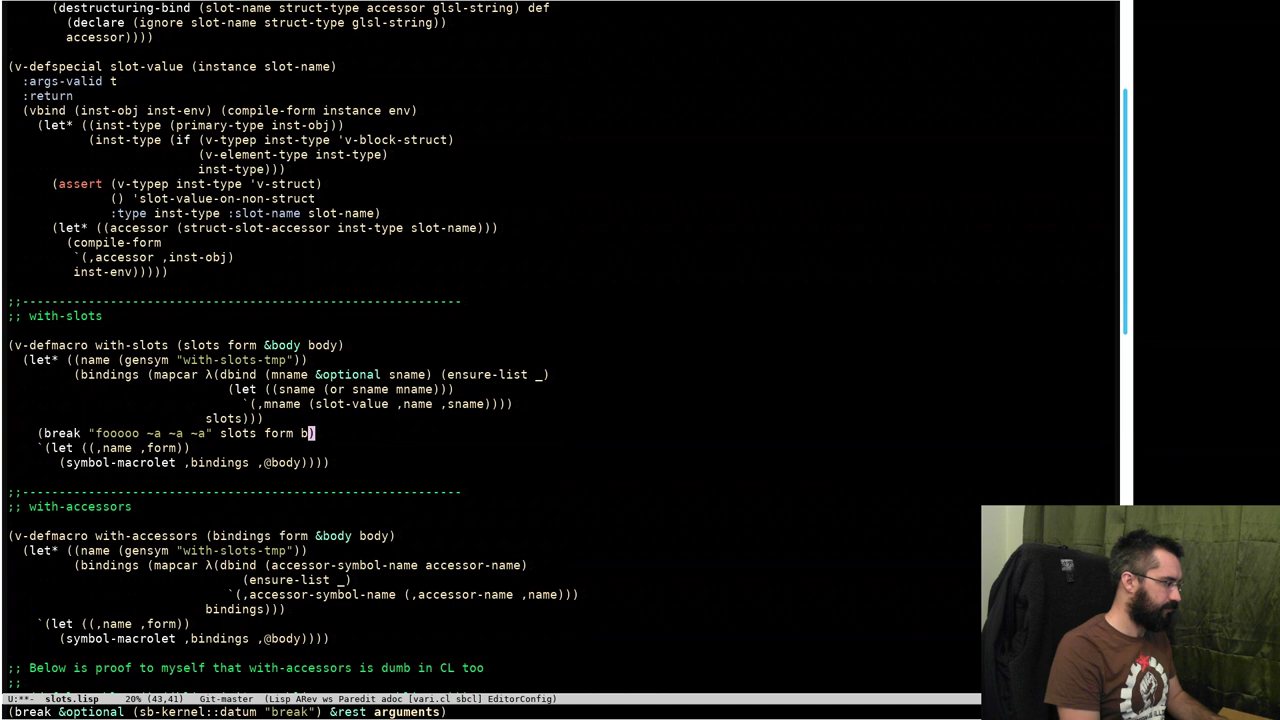 (destructuring-bind (slot-name struct-type accessor glsl-string) def
(declare (ignore slot-name struct-type glsl-string))
accessor))))
(v-defspecial slot-value (instance slot-name)
:args-valid t
:return
(vbind (inst-obj inst-env) (compile-form instance env)
(let* ((inst-type (primary-type inst-obj))
(inst-type (if (v-typep inst-type 'v-block-struct)
(v-element-type inst-type)
inst-type)))
(assert (v-typep inst-type 'v-struct)
() 'slot-value-on-non-struct
:type inst-type :slot-name slot-name)
(let* ((accessor (struct-slot-accessor inst-type slot-name)))
(compile-form
`(,accessor ,inst-obj)
inst-env)))))
;;------------------------------------------------------------
;; with-slots
(v-defmacro with-slots (slots form &body body)
(let* ((name (gensym "with-slots-tmp"))
(bindings (mapcar λ(dbind (mname &optional sname) (ensure-list _)
(let ((sname (or sname mname)))
`(,mname (slot-value ,name ,sname))))
slots)))
(break "fooooo ~a ~a ~a" slots form b)
`(let ((,name ,form))
(symbol-macrolet ,bindings ,@body))))
;;------------------------------------------------------------
;; with-accessors
(v-defmacro with-accessors (bindings form &body body)
(let* ((name (gensym "with-slots-tmp"))
(bindings (mapcar λ(dbind (accessor-symbol-name accessor-name)
(ensure-list _)
`(,accessor-symbol-name (,accessor-name ,name)))
bindings)))
`(let ((,name ,form))
(symbol-macrolet ,bindings ,@body))))
;; Below is proof to myself that with-accessors is dumb in CL too
;;
U:**- slots.lisp 20% (43,41) Git-master (Lisp ARev ws Paredit adoc [vari.cl sbcl] EditorConfig)
(break &optional (sb-kernel::datum "break") &rest arguments)